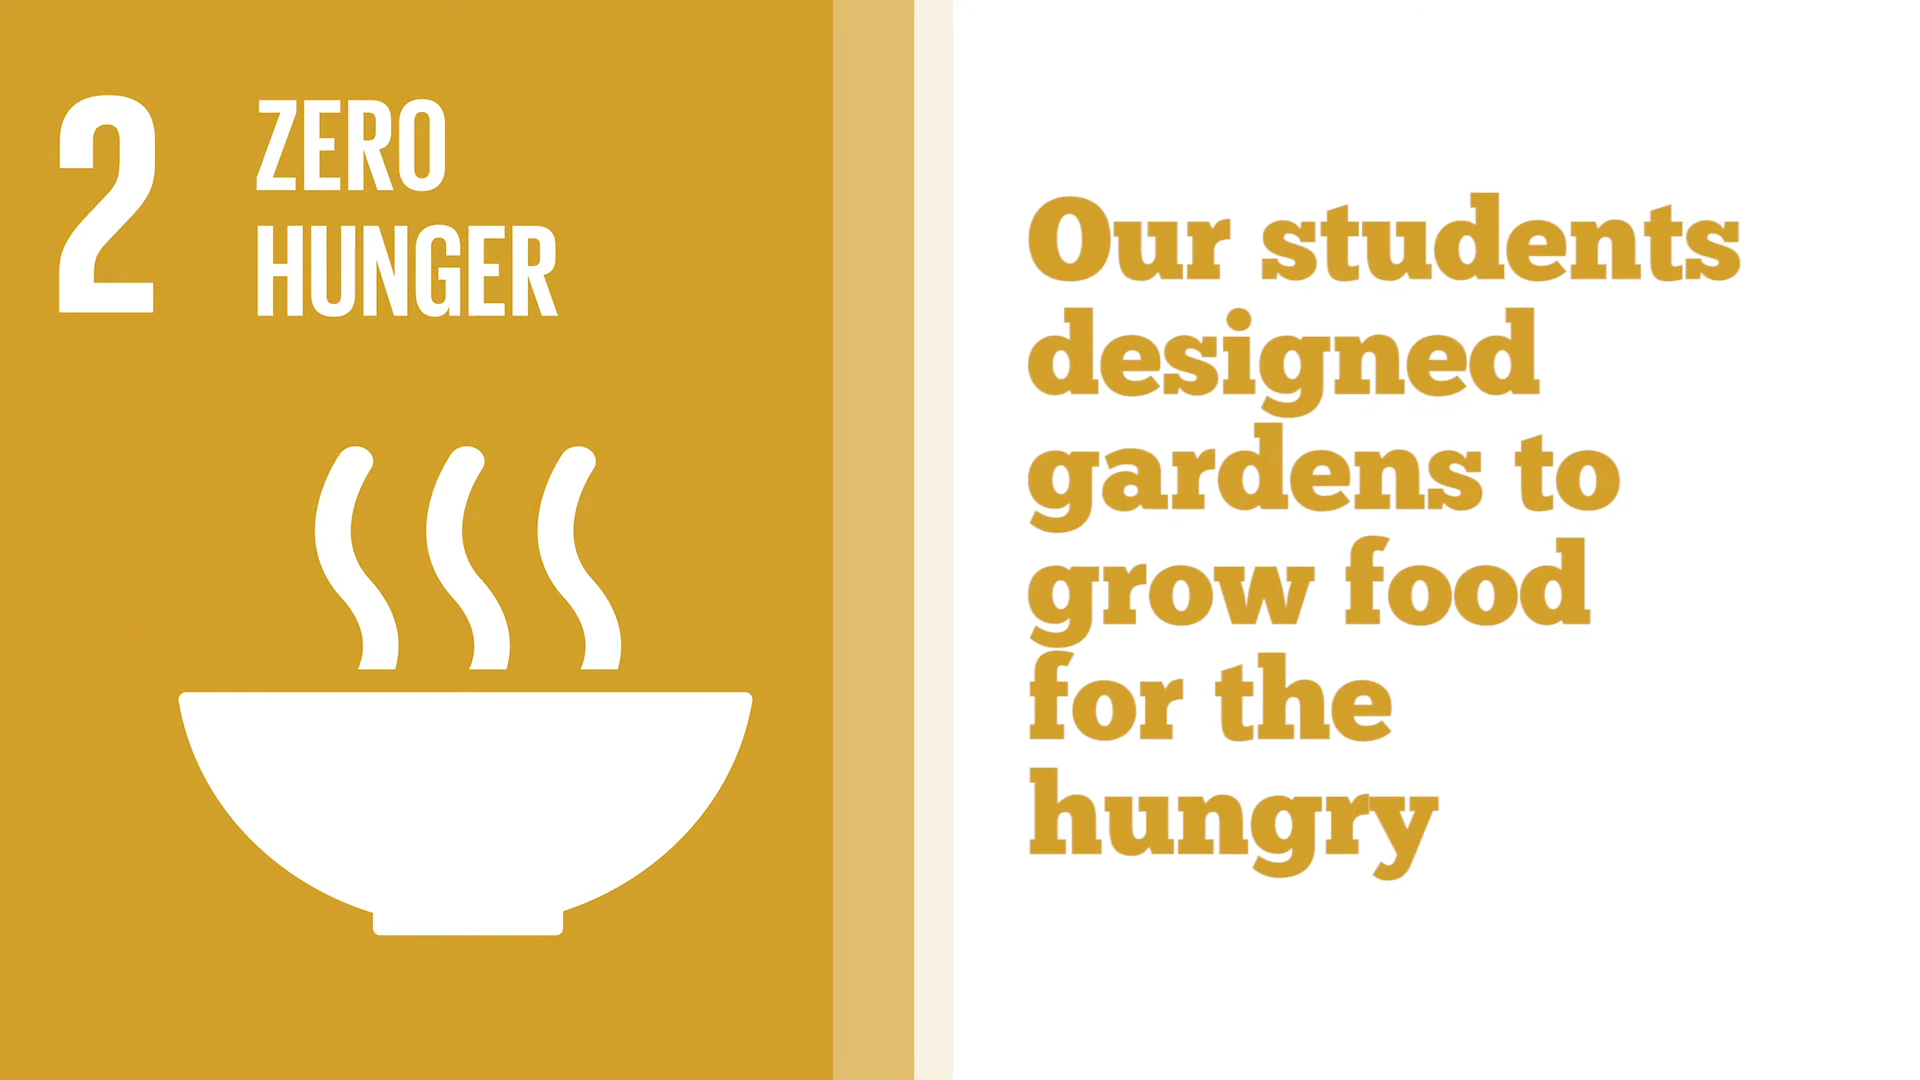 2
ZERO
HUNGER
Our students
designed
gardens to
grow food
for the
hungry